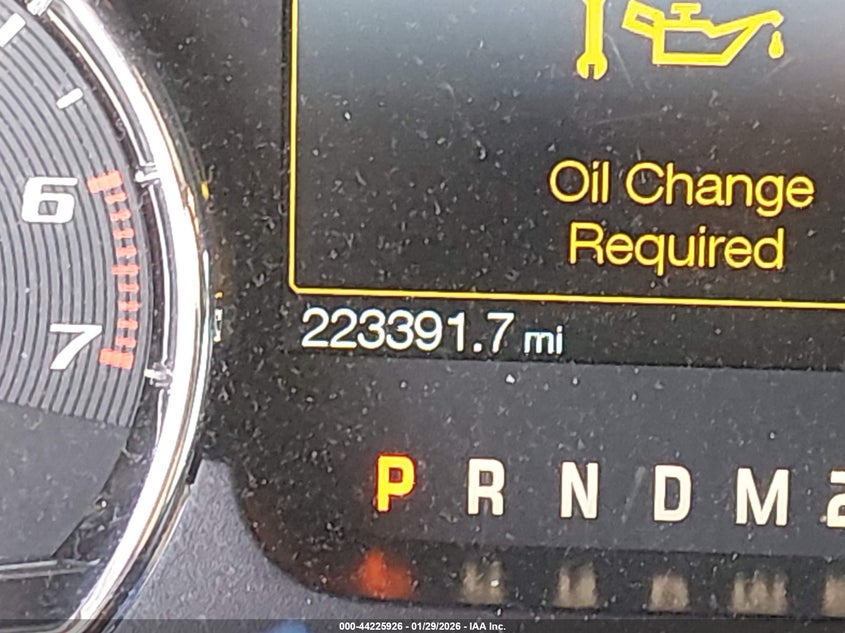 6
7
Oil Change
Required
223391.7 mi
P R N D M 2
000-44225926 - 01/29/2026 - IAA Inc.